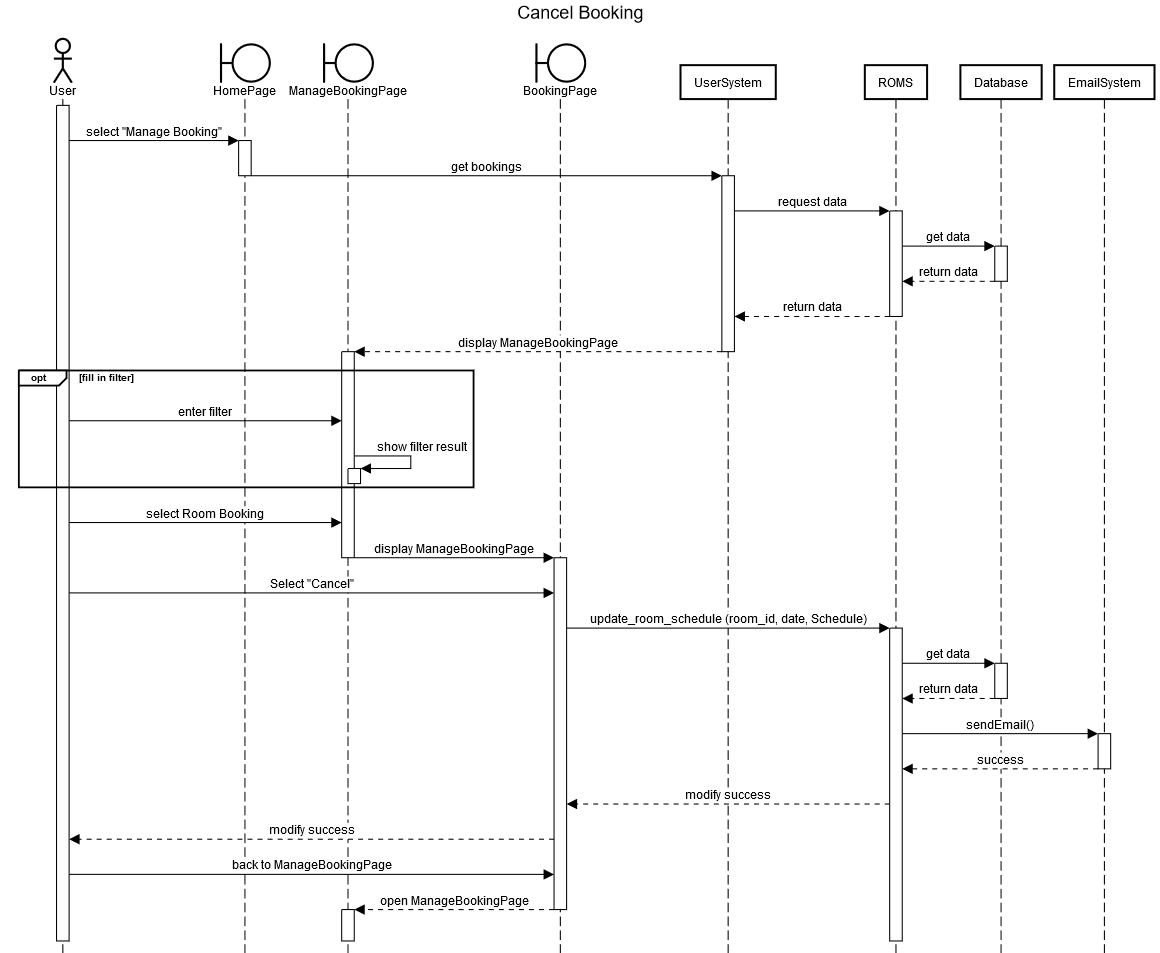 Cancel Booking
User
HomePage
ManageBookingPage
BookingPage
UserSystem
ROMS
Database
EmailSystem
select "Manage Booking"
get bookings
request data
get data
return data
return data
display ManageBookingPage
opt
[fill in filter]
enter filter
show filter result
select Room Booking
display ManageBookingPage
Select "Cancel"
update_room_schedule (room_id, date, Schedule)
get data
return data
sendEmail()
success
modify success
modify success
back to ManageBookingPage
open ManageBookingPage